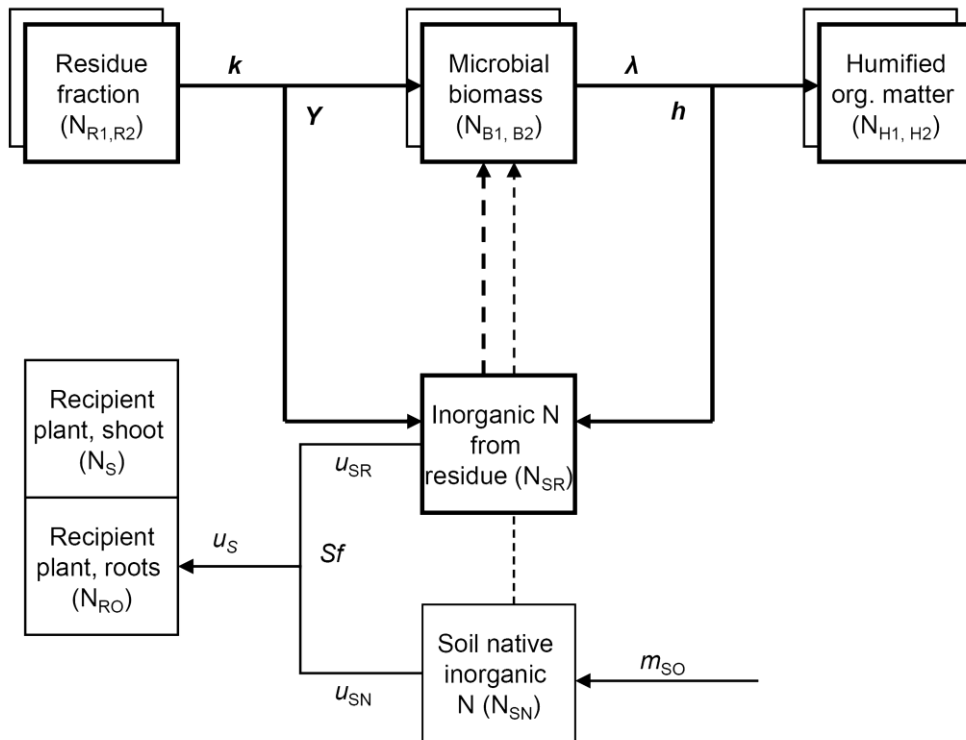 Residue
fraction
(N_R1,R2)
k
Y
Microbial
biomass
(N_B1, B2)
λ
h
Humified
org. matter
(N_H1, H2)
Recipient
plant, shoot
(N_S)
Recipient
plant, roots
(N_RO)
u_S
u_SR
Sf
u_SN
Inorganic N
from
residue (N_SR)
Soil native
inorganic
N (N_SN)
m_SO